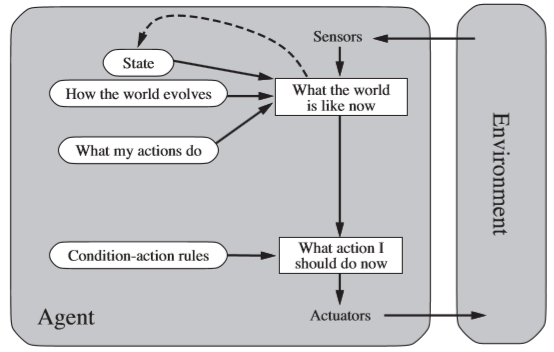 Sensors
State
How the world evolves
What the world
is like now
What my actions do
Environment
Condition-action rules
What action I
should do now
Agent
Actuators